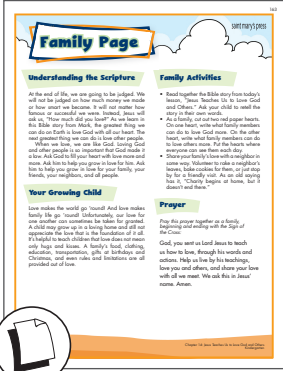 163
saint mary's press
Family Page
Understanding the Scripture
At the end of life, we are going to be judged. We
will not be judged on how much money we made
or how smart we became. It will not matter how
famous or successful we were. Instead, Jesus will
ask us, "How much did you love?" As we learn in
this Bible story from Mark, the greatest thing we
can do on Earth is love God with all our heart. The
next greatest thing we can do is love other people.
When we love, we are like God. Loving God
and other people is so important that God made it
a law. Ask God to fill your heart with love more and
more. Ask him to help you grow in love for him. Ask
him to help you grow in love for your family, your
friends, your neighbors, and all people.
Your Growing Child
Love makes the world go 'round! And love makes
family life go 'round! Unfortunately, our love for
one another can sometimes be taken for granted.
A child may grow up in a loving home and still not
appreciate the love that is the foundation of it all.
It's helpful to teach children that love does not mean
only hugs and kisses. A family's food, clothing,
education, transportation, gifts at birthdays and
Christmas, and even rules and limitations are all
provided out of love.
Family Activities
• Read together the Bible story from today's
lesson, "Jesus Teaches Us to Love God
and Others." Ask your child to retell the
story in their own words.
• As a family, cut out two red paper hearts.
On one heart, write what family members
can do to love God more. On the other
heart, write what family members can do
to love others more. Put the hearts where
everyone can see them each day.
• Share your family's love with a neighbor in
some way. Volunteer to rake a neighbor's
leaves, bake cookies for them, or just stop
by for a friendly visit. As an old saying
has it, "Charity begins at home, but it
doesn't end there."
Prayer
Pray this prayer together as a family,
beginning and ending with the Sign of
the Cross:
God, you sent us Lord Jesus to teach
us how to love, through his words and
actions. Help us live by his teachings,
love you and others, and share your love
with all we meet. We ask this in Jesus'
name. Amen.
Chapter 16: Jesus Teaches Us to Love God and Others
Kindergarten